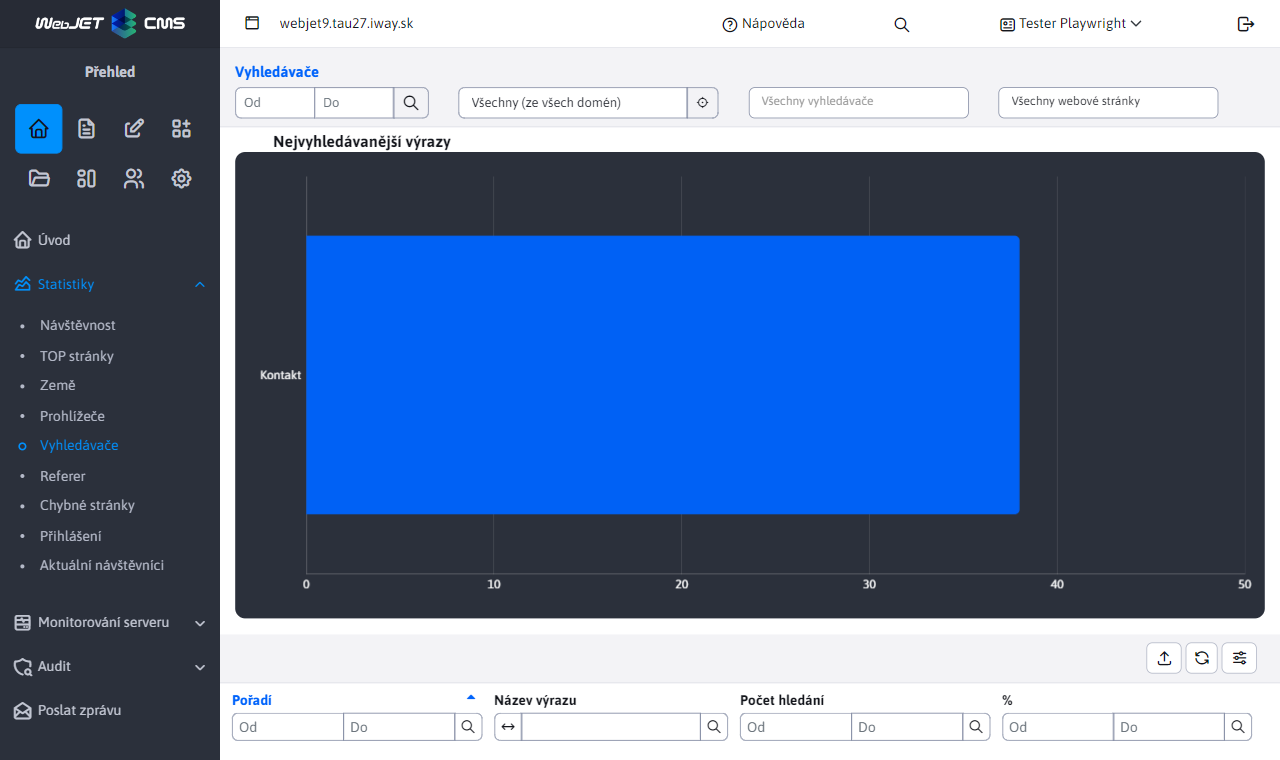 WebJET CMS
webjet9.tau27.iway.sk
Nápověda
Tester Playwright
Přehled
Úvod
Statistiky
Návštěvnost
TOP stránky
Země
Prohlížeče
Vyhledávače
Referer
Chybné stránky
Přihlášení
Aktuální návštěvníci
Monitorování serveru
Audit
Poslat zprávu
Vyhledávače
Od
Do
Všechny (ze všech domén)
Všechny vyhledávače
Všechny webové stránky
Nejvyhledávanější výrazy
Kontakt
0 10 20 30 40 50
Pořadí Název výrazu Počet hledání %
Od Do Od Do Od Do